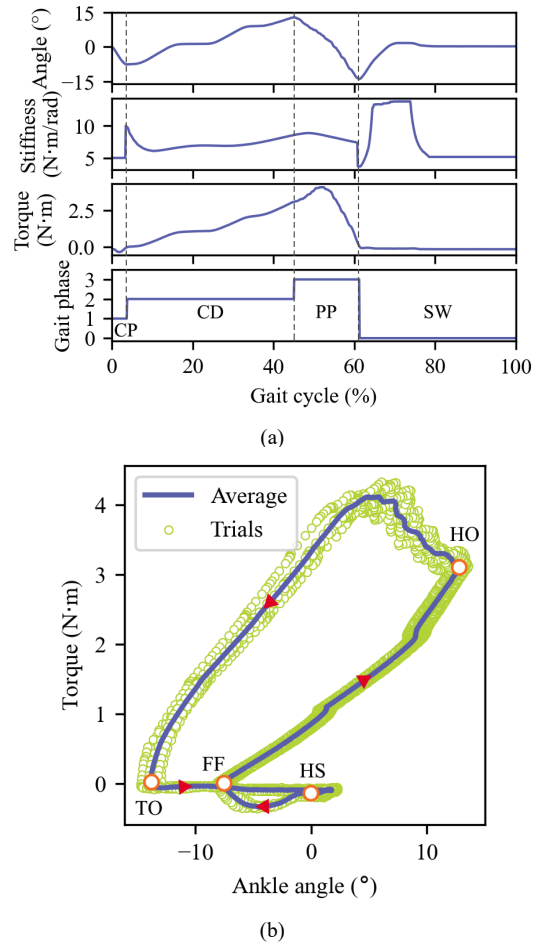 15
0
−15
Angle (°)
10
5
Stiffness
(N·m/rad)
2.5
0.0
Torque
(N·m)
3
2
1
0
Gait phase
CP
CD
PP
SW
0
20
40
60
80
100
Gait cycle (%)
(a)
Average
Trials
4
3
2
1
0
Torque (N·m)
HO
FF
HS
TO
−10
0
10
Ankle angle (°)
(b)